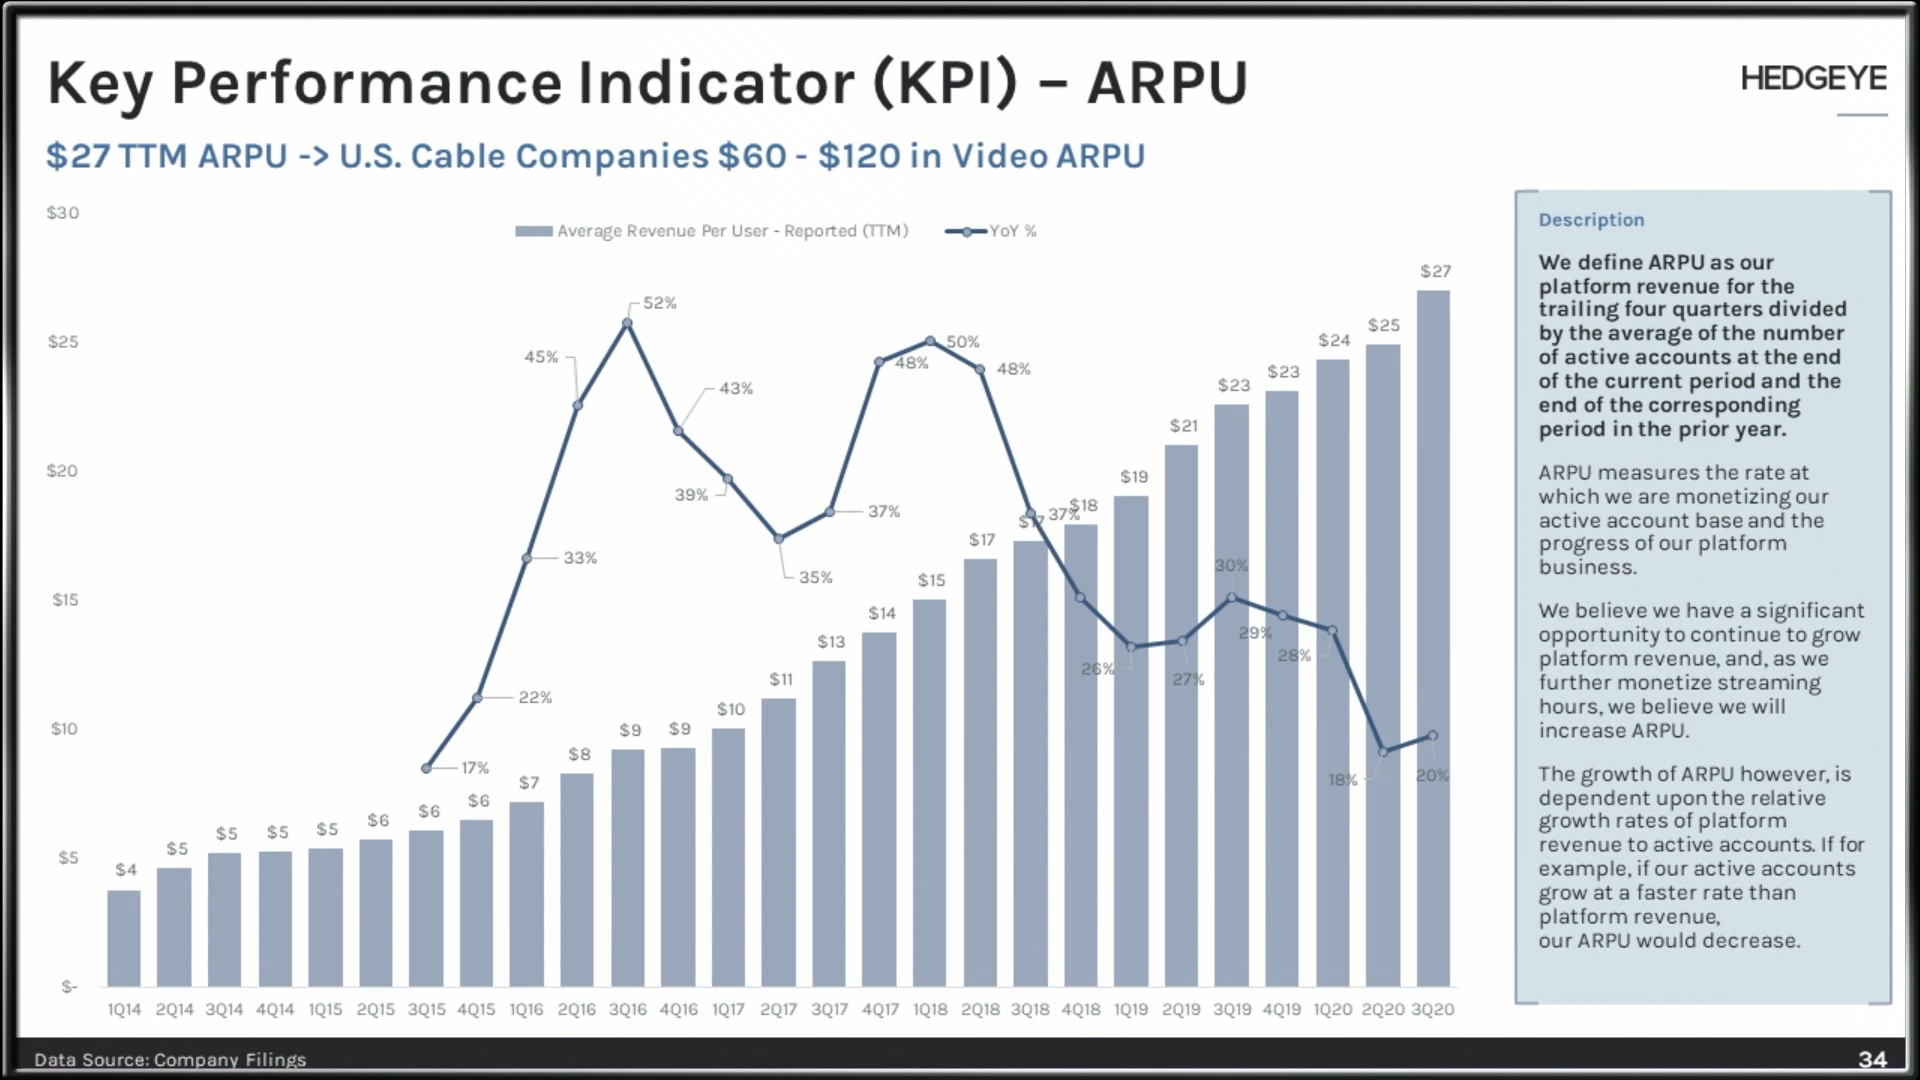 Key Performance Indicator (KPI) – ARPU
HEDGEYE
$27 TTM ARPU -> U.S. Cable Companies $60 - $120 in Video ARPU
Average Revenue Per User - Reported (TTM)
YoY %
$30
$25
$20
$15
$10
$5
$-
$4
$5
$5
$5
$5
$6
$6
$6
$7
$8
$9
$9
$10
$11
$13
$14
$15
$17
$17
$18
$19
$21
$23
$23
$24
$25
$27
17%
22%
33%
45%
52%
43%
39%
35%
37%
48%
50%
48%
37%
26%
27%
30%
29%
28%
18%
20%
1Q14 2Q14 3Q14 4Q14 1Q15 2Q15 3Q15 4Q15 1Q16 2Q16 3Q16 4Q16 1Q17 2Q17 3Q17 4Q17 1Q18 2Q18 3Q18 4Q18 1Q19 2Q19 3Q19 4Q19 1Q20 2Q20 3Q20
Description
We define ARPU as our
platform revenue for the
trailing four quarters divided
by the average of the number
of active accounts at the end
of the current period and the
end of the corresponding
period in the prior year.
ARPU measures the rate at
which we are monetizing our
active account base and the
progress of our platform
business.
We believe we have a significant
opportunity to continue to grow
platform revenue, and, as we
further monetize streaming
hours, we believe we will
increase ARPU.
The growth of ARPU however, is
dependent upon the relative
growth rates of platform
revenue to active accounts. If for
example, if our active accounts
grow at a faster rate than
platform revenue,
our ARPU would decrease.
Data Source: Company Filings
34